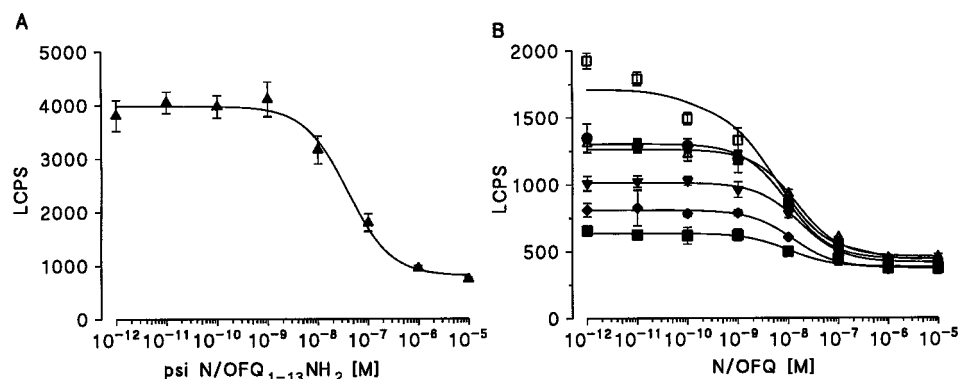 A
5000
4000
3000
2000
1000
0
LCPS
10⁻¹² 10⁻¹¹ 10⁻¹⁰ 10⁻⁹ 10⁻⁸ 10⁻⁷ 10⁻⁶ 10⁻⁵
psi N/OFQ₁₋₁₃NH₂ [M]
B
2000
1500
1000
500
0
LCPS
10⁻¹² 10⁻¹¹ 10⁻¹⁰ 10⁻⁹ 10⁻⁸ 10⁻⁷ 10⁻⁶ 10⁻⁵
N/OFQ [M]